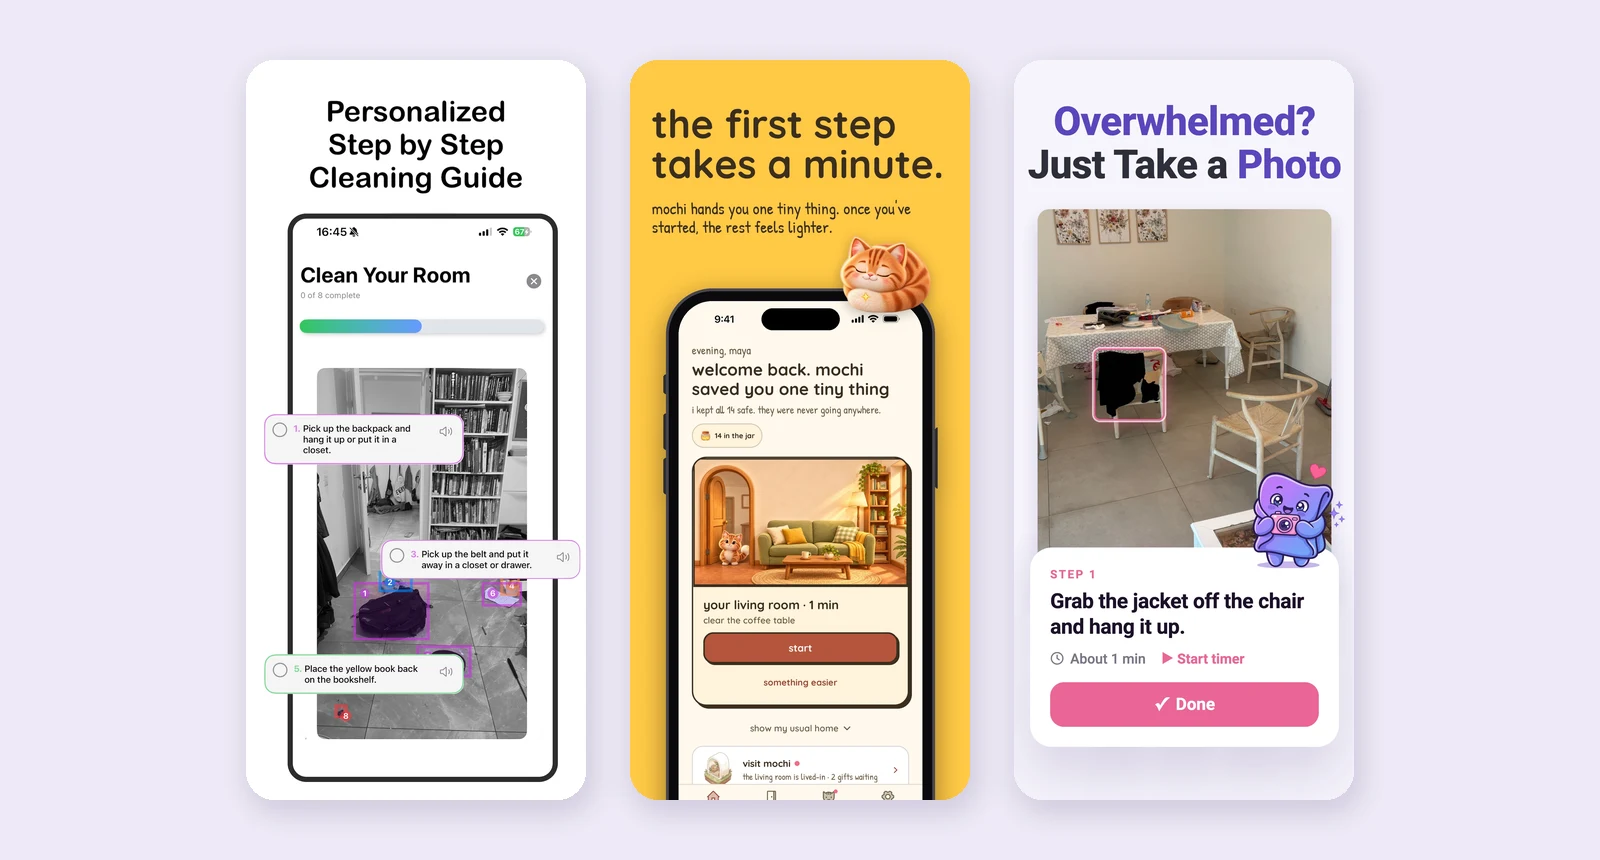 Personalized
Step by Step
Cleaning Guide
16:45
67
Clean Your Room
0 of 8 complete
1. Pick up the backpack and
hang it up or put it in a
closet.
3. Pick up the belt and put it
away in a closet or drawer.
2
4
1
6
5. Place the yellow book back
on the bookshelf.
8
the first step
takes a minute.
mochi hands you one tiny thing. once you've
started, the rest feels lighter.
9:41
evening, maya
welcome back. mochi
saved you one tiny thing
i kept all 14 safe. they were never going anywhere.
14 in the jar
your living room · 1 min
clear the coffee table
start
something easier
show my usual home
visit mochi
the living room is lived-in · 2 gifts waiting
Overwhelmed?
Just Take a Photo
STEP 1
Grab the jacket off the chair
and hang it up.
About 1 min
Start timer
✓ Done